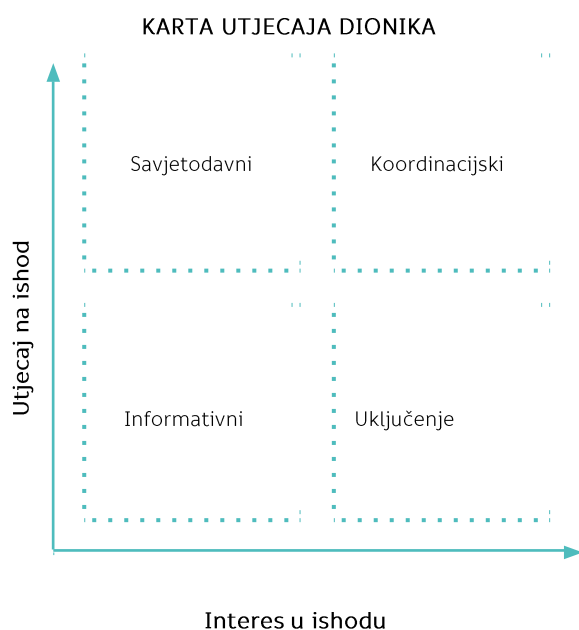 KARTA UTJECAJA DIONIKA
Savjetodavni
Koordinacijski
Utjecaj na ishod
Informativni
Uključenje
Interes u ishodu